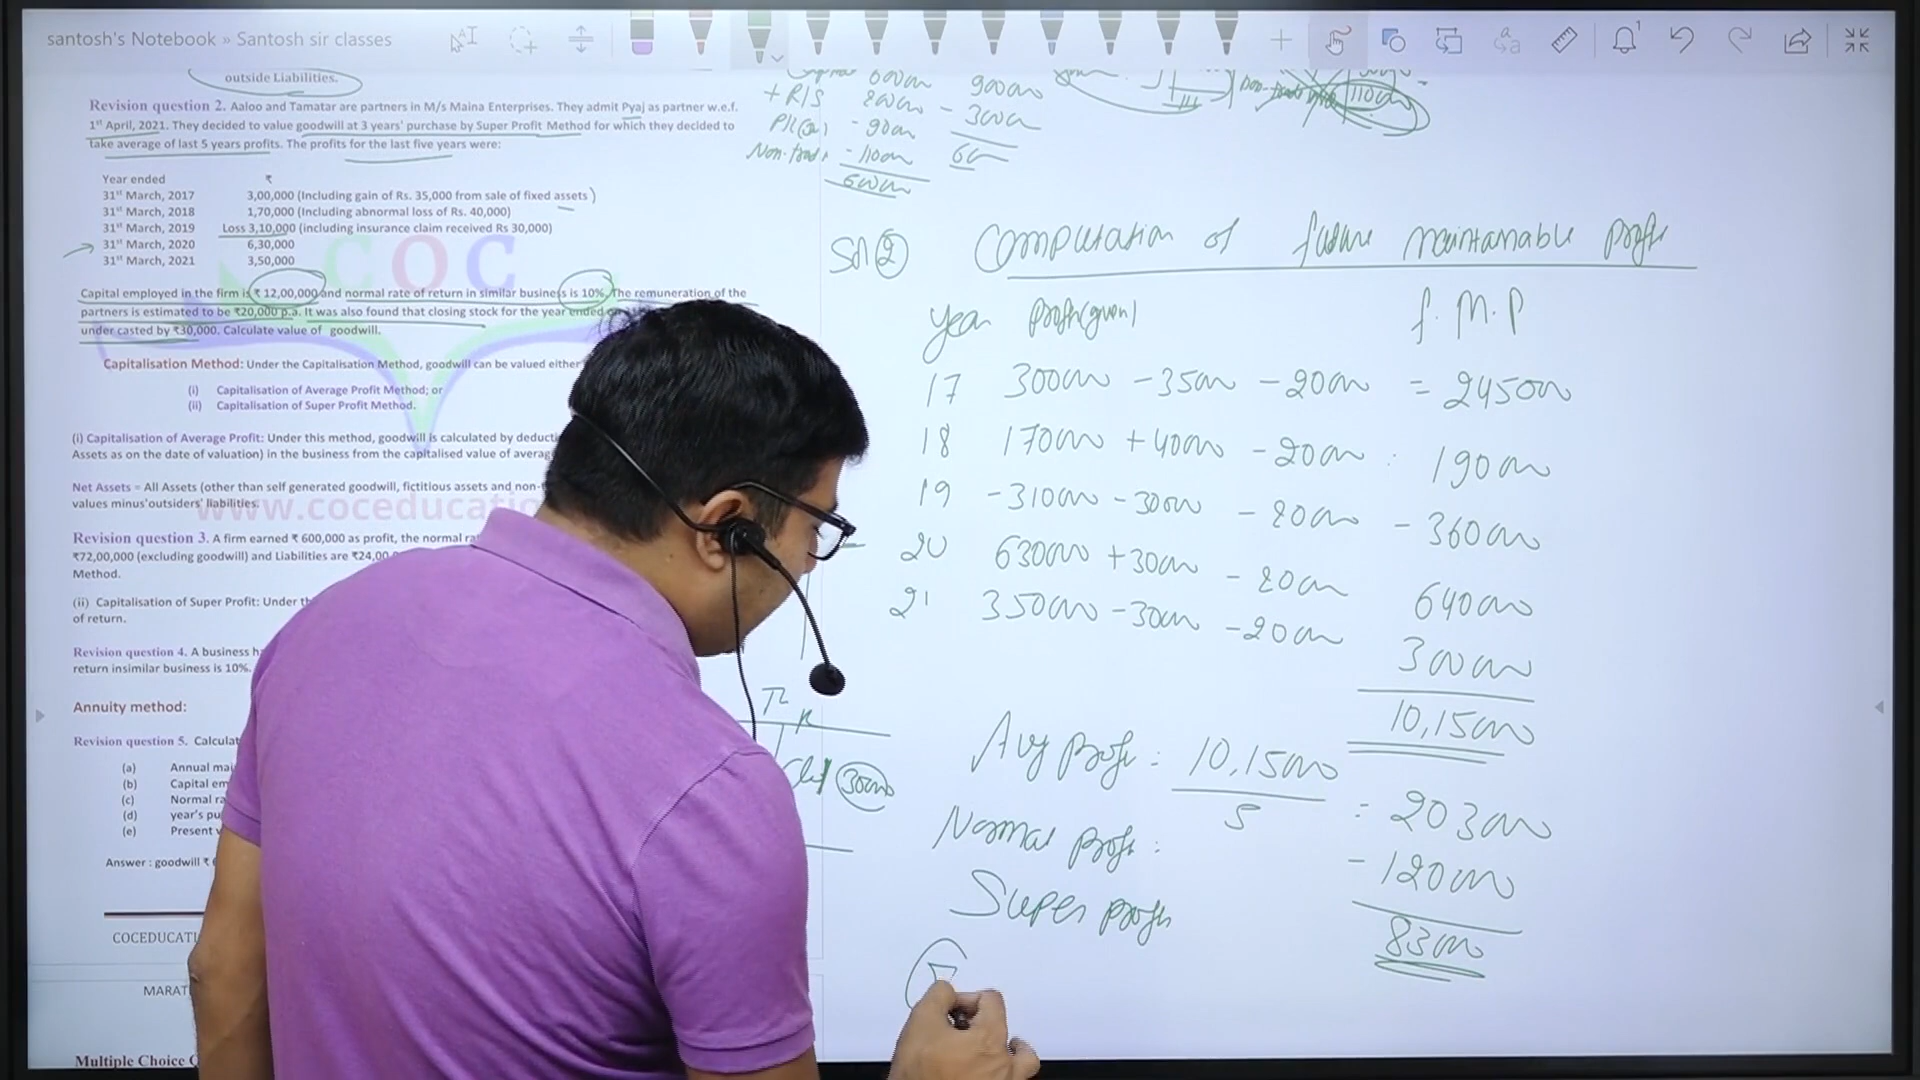 santosh's Notebook » Santosh sir classes
outside Liabilities.
Revision question 2. Aaloo and Tamatar are partners in M/s Maina Enterprises. They admit Pyaj as partner w.e.f.
1st April, 2021. They decided to value goodwill at 3 years' purchase by Super Profit Method for which they decided to
take average of last 5 years profits. The profits for the last five years were:
Year ended ₹
31st March, 2017 3,00,000 (Including gain of Rs. 35,000 from sale of fixed assets)
31st March, 2018 1,70,000 (Including abnormal loss of Rs. 40,000)
31st March, 2019 Loss 3,10,000 (including insurance claim received Rs 30,000)
31st March, 2020 6,30,000
31st March, 2021 3,50,000
COC
Capital employed in the firm is ₹ 12,00,000 and normal rate of return in similar business is 10%. The remuneration of the
partners is estimated to be ₹20,000 p.a. It was also found that closing stock for the year ended
under casted by ₹30,000. Calculate value of goodwill.
Capitalisation Method: Under the Capitalisation Method, goodwill can be valued either
(i) Capitalisation of Average Profit Method; or
(ii) Capitalisation of Super Profit Method.
(i) Capitalisation of Average Profit: Under this method, goodwill is calculated by
Assets as on the date of valuation) in the business from the capitalised value of
Net Assets = All Assets (other than self generated goodwill, fictitious assets and
values minus outsiders' liabilities.
Revision question 3. A firm earned ₹ 600,000 as profit, the normal
₹72,00,000 (excluding goodwill) and Liabilities are
Method.
(ii) Capitalisation of Super Profit: Under
of return.
Revision question 4. A business
return insimilar business is 10%.
Annuity method:
Revision question 5.
(a) Annual
(b) Capital
(c) Normal
(d) year's
(e) Present
Answer : goodwill ₹
MARAT
Multiple Choice
+ R/S
Sol 2 Computation of future maintainable profit
year profit (given) F.M.P
17 300000 - 35000 - 20000 = 245000
18 170000 + 40000 - 20000 : 190000
19 -310000 - 30000 - 20000 - 360000
20 630000 + 30000 - 20000 640000
21 350000 - 30000 - 20000 300000
10,15000
Avg profit : 10,15000
5
= 203000
Normal profit : - 120000
Super profit 83000
30000